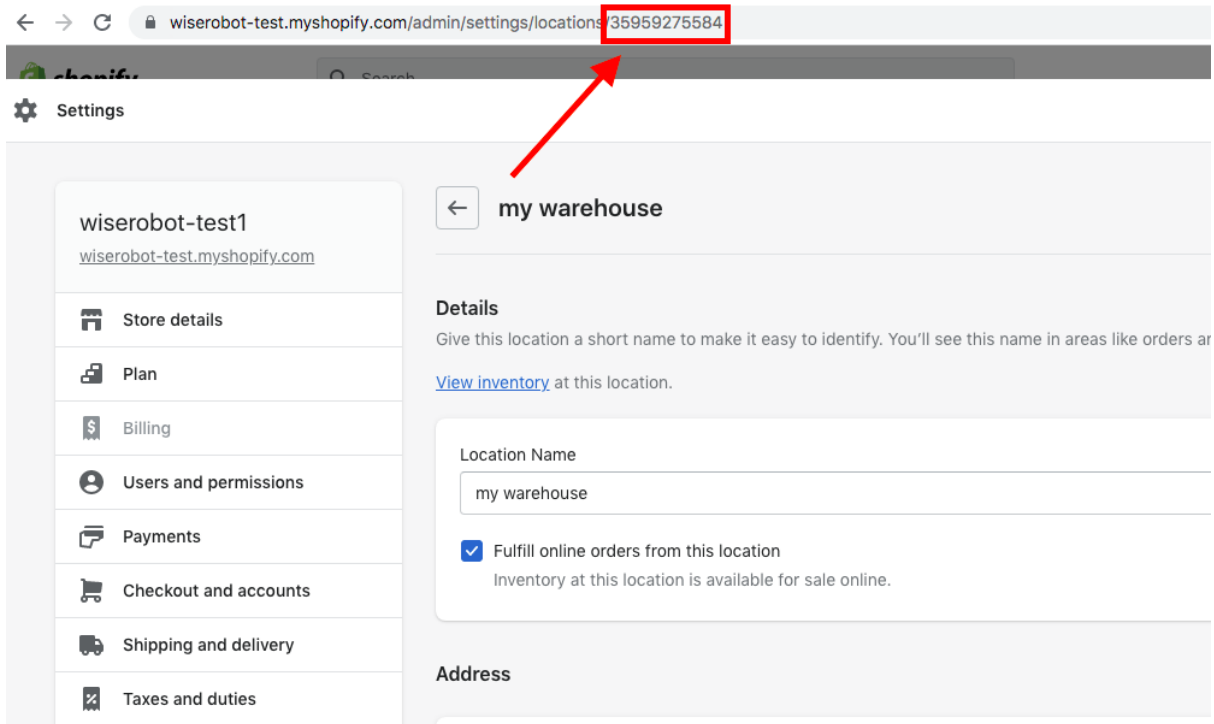 wiserobot-test.myshopify.com/admin/settings/locations/35959275584
shopify
Search
Settings
wiserobot-test1
wiserobot-test.myshopify.com
Store details
Plan
Billing
Users and permissions
Payments
Checkout and accounts
Shipping and delivery
Taxes and duties
my warehouse
Details
Give this location a short name to make it easy to identify. You’ll see this name in areas like orders
View inventory at this location.
Location Name
my warehouse
Fulfill online orders from this location
Inventory at this location is available for sale online.
Address